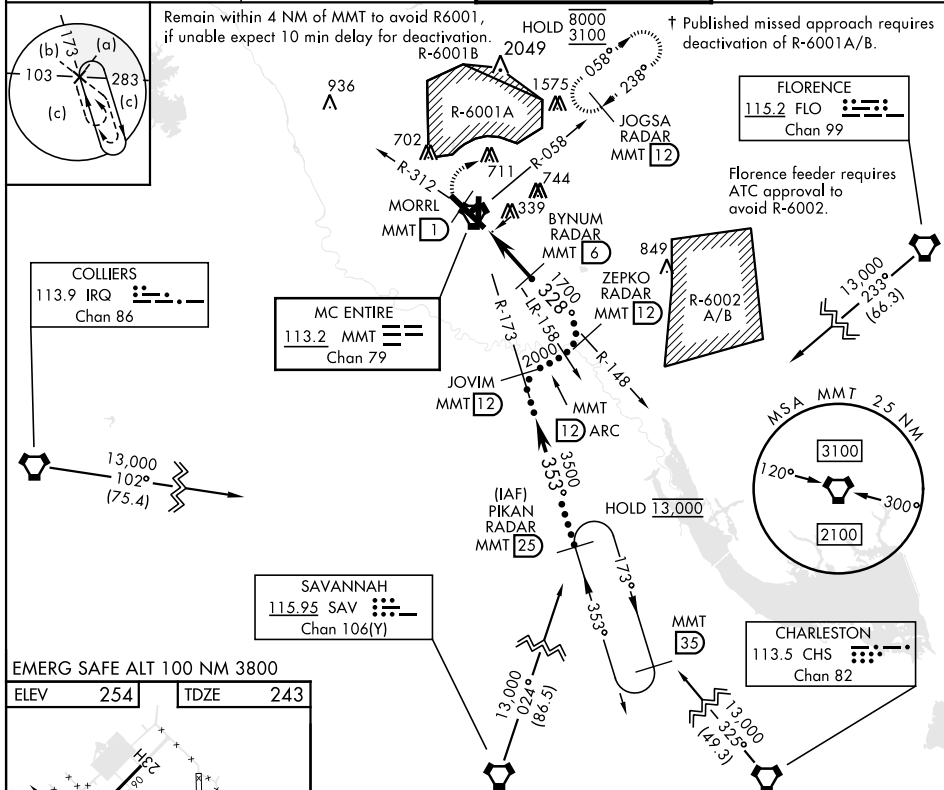 173°
(a)
(b)
103
283
(c)
(c)
Remain within 4 NM of MMT to avoid R6001,
if unable expect 10 min delay for deactivation.
HOLD 8000
3100
† Published missed approach requires
deactivation of R-6001A/B.
R-6001B
2049
058°
238°
936
1575
R-6001A
JOGSA
RADAR
MMT 12
FLORENCE
115.2 FLO
Chan 99
702
R-312
711
R-058
744
339
Florence feeder requires
ATC approval to
avoid R-6002.
MORRL
MMT 1
BYNUM
RADAR
MMT 6
849
ZEPKO
RADAR
MMT 12
R-6002
A/B
13,000
233°
(66.3)
COLLIERS
113.9 IRQ
Chan 86
MC ENTIRE
113.2 MMT
Chan 79
1700
328°
R-173
LR-158
R-148
2000
JOVIM
MMT 12
MMT
12 ARC
MSA MMT 25 NM
3100
120°
300°
2100
13,000
102°
(75.4)
3500
353°
(IAF)
PIKAN
RADAR
MMT 25
HOLD 13,000
173°
353°
MMT
35
SAVANNAH
115.95 SAV
Chan 106(Y)
CHARLESTON
113.5 CHS
Chan 82
13,000
024°
(86.5)
13,000
325°
(49.3)
EMERG SAFE ALT 100 NM 3800
ELEV 254
TDZE 243
23H